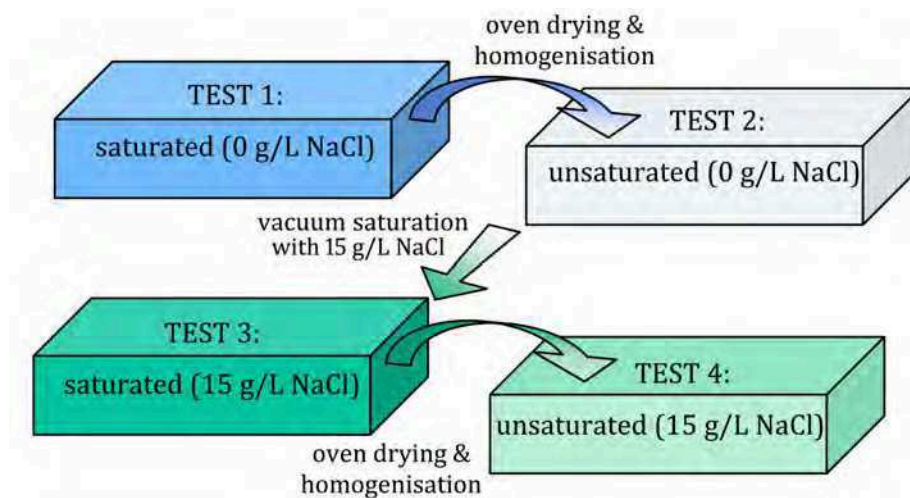 oven drying &
homogenisation
TEST 1:
saturated (0 g/L NaCl)
TEST 2:
unsaturated (0 g/L NaCl)
vacuum saturation
with 15 g/L NaCl
TEST 3:
saturated (15 g/L NaCl)
TEST 4:
unsaturated (15 g/L NaCl)
oven drying &
homogenisation